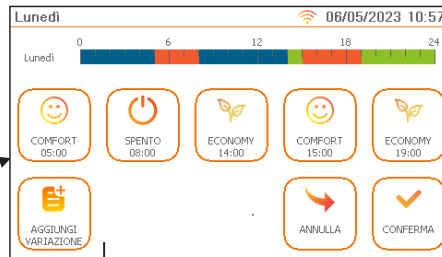 Lunedì 06/05/2023 10:57
0 6 12 18 24
Lunedì
COMFORT
05:00
SPENTO
08:00
ECONOMY
14:00
COMFORT
15:00
ECONOMY
19:00
AGGIUNGI
VARIAZIONE
ANNULLA
CONFERMA